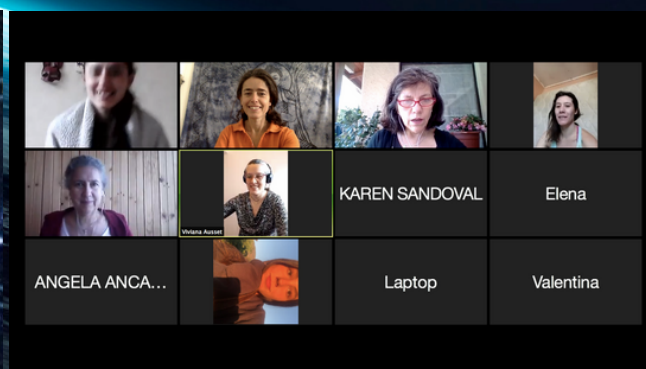 Viviana Ausset
KAREN SANDOVAL
Elena
ANGELA ANCA…
Laptop
Valentina